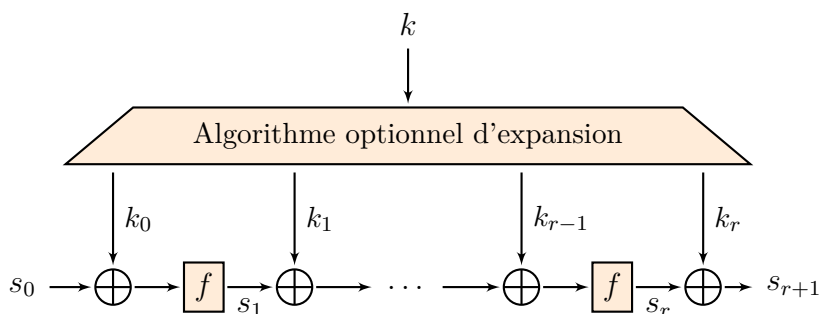 k
Algorithme optionnel d'expansion
k₀ k₁ kᵣ₋₁ kᵣ
s₀ f s₁ ⋯ f sᵣ sᵣ₊₁